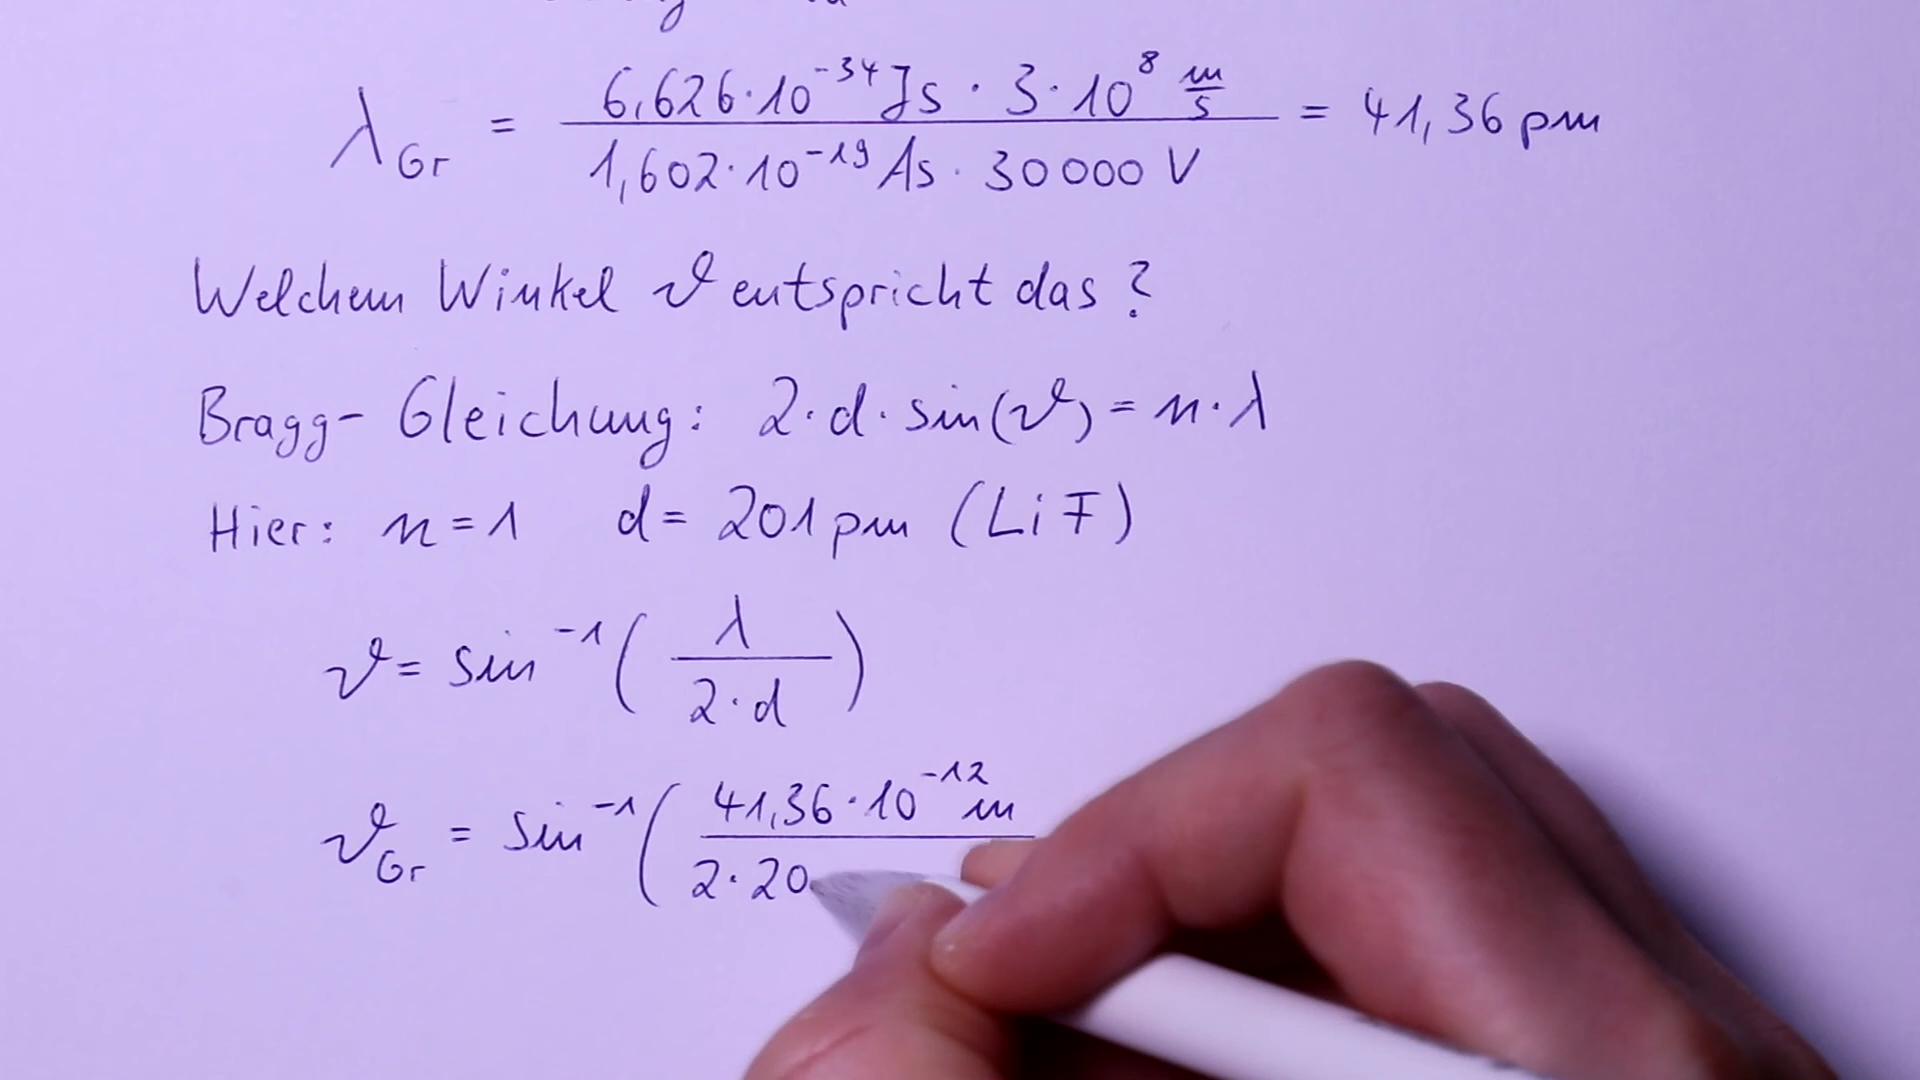 λ_Gr = (6,626·10^-34 Js · 3·10^8 m/s) / (1,602·10^-19 As · 30000 V) = 41,36 pm
Welchem Winkel ϑ entspricht das?
Bragg-Gleichung: 2·d·sin(ϑ) = n·λ
Hier: n=1 d= 201 pm (LiF)
ϑ = sin^-1 (λ / (2·d))
ϑ_Gr = sin^-1 (41,36·10^-12 m / 2·20